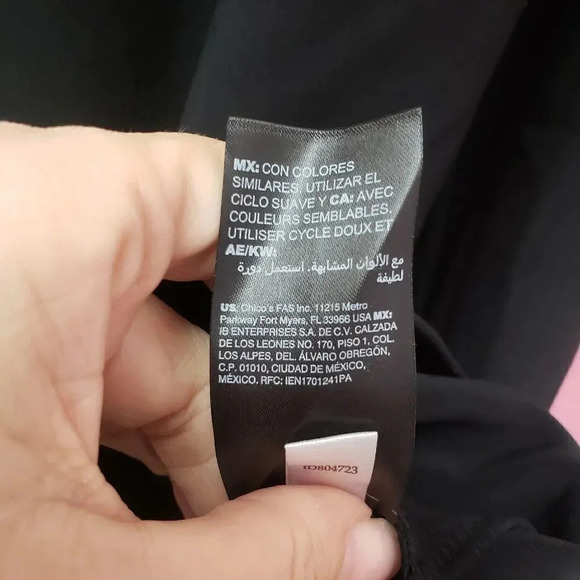 MX: CON COLORES
SIMILARES, UTILIZAR EL
CICLO SUAVE Y CA: AVEC
COULEURS SEMBLABLES,
UTILISER CYCLE DOUX ET
AE/KW:
مع الألوان المشابهة، استعمل دورة
لطيفة
US: Chico's FAS Inc. 11215 Metro
Parkway Fort Myers, FL 33966 USA MX:
IB ENTERPRISES S.A. DE C.V. CALZADA
DE LOS LEONES NO. 170, PISO 1, COL.
LOS ALPES, DEL. ÁLVARO OBREGÓN,
C.P. 01010, CIUDAD DE MÉXICO,
MÉXICO. RFC: IEN1701241PA
ID804723